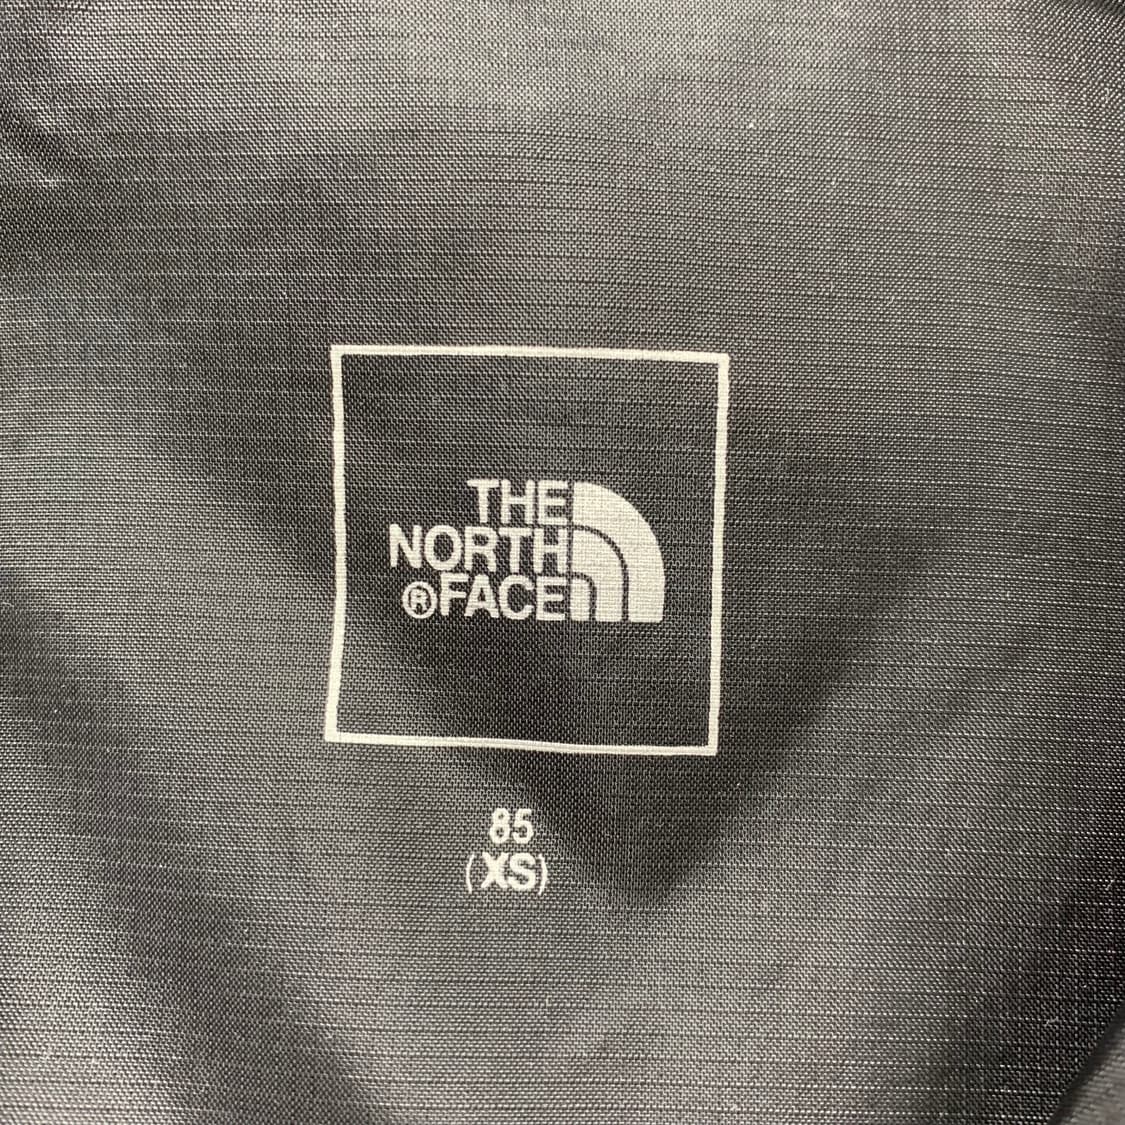 THE
NORTH
®FACE
85
(XS)